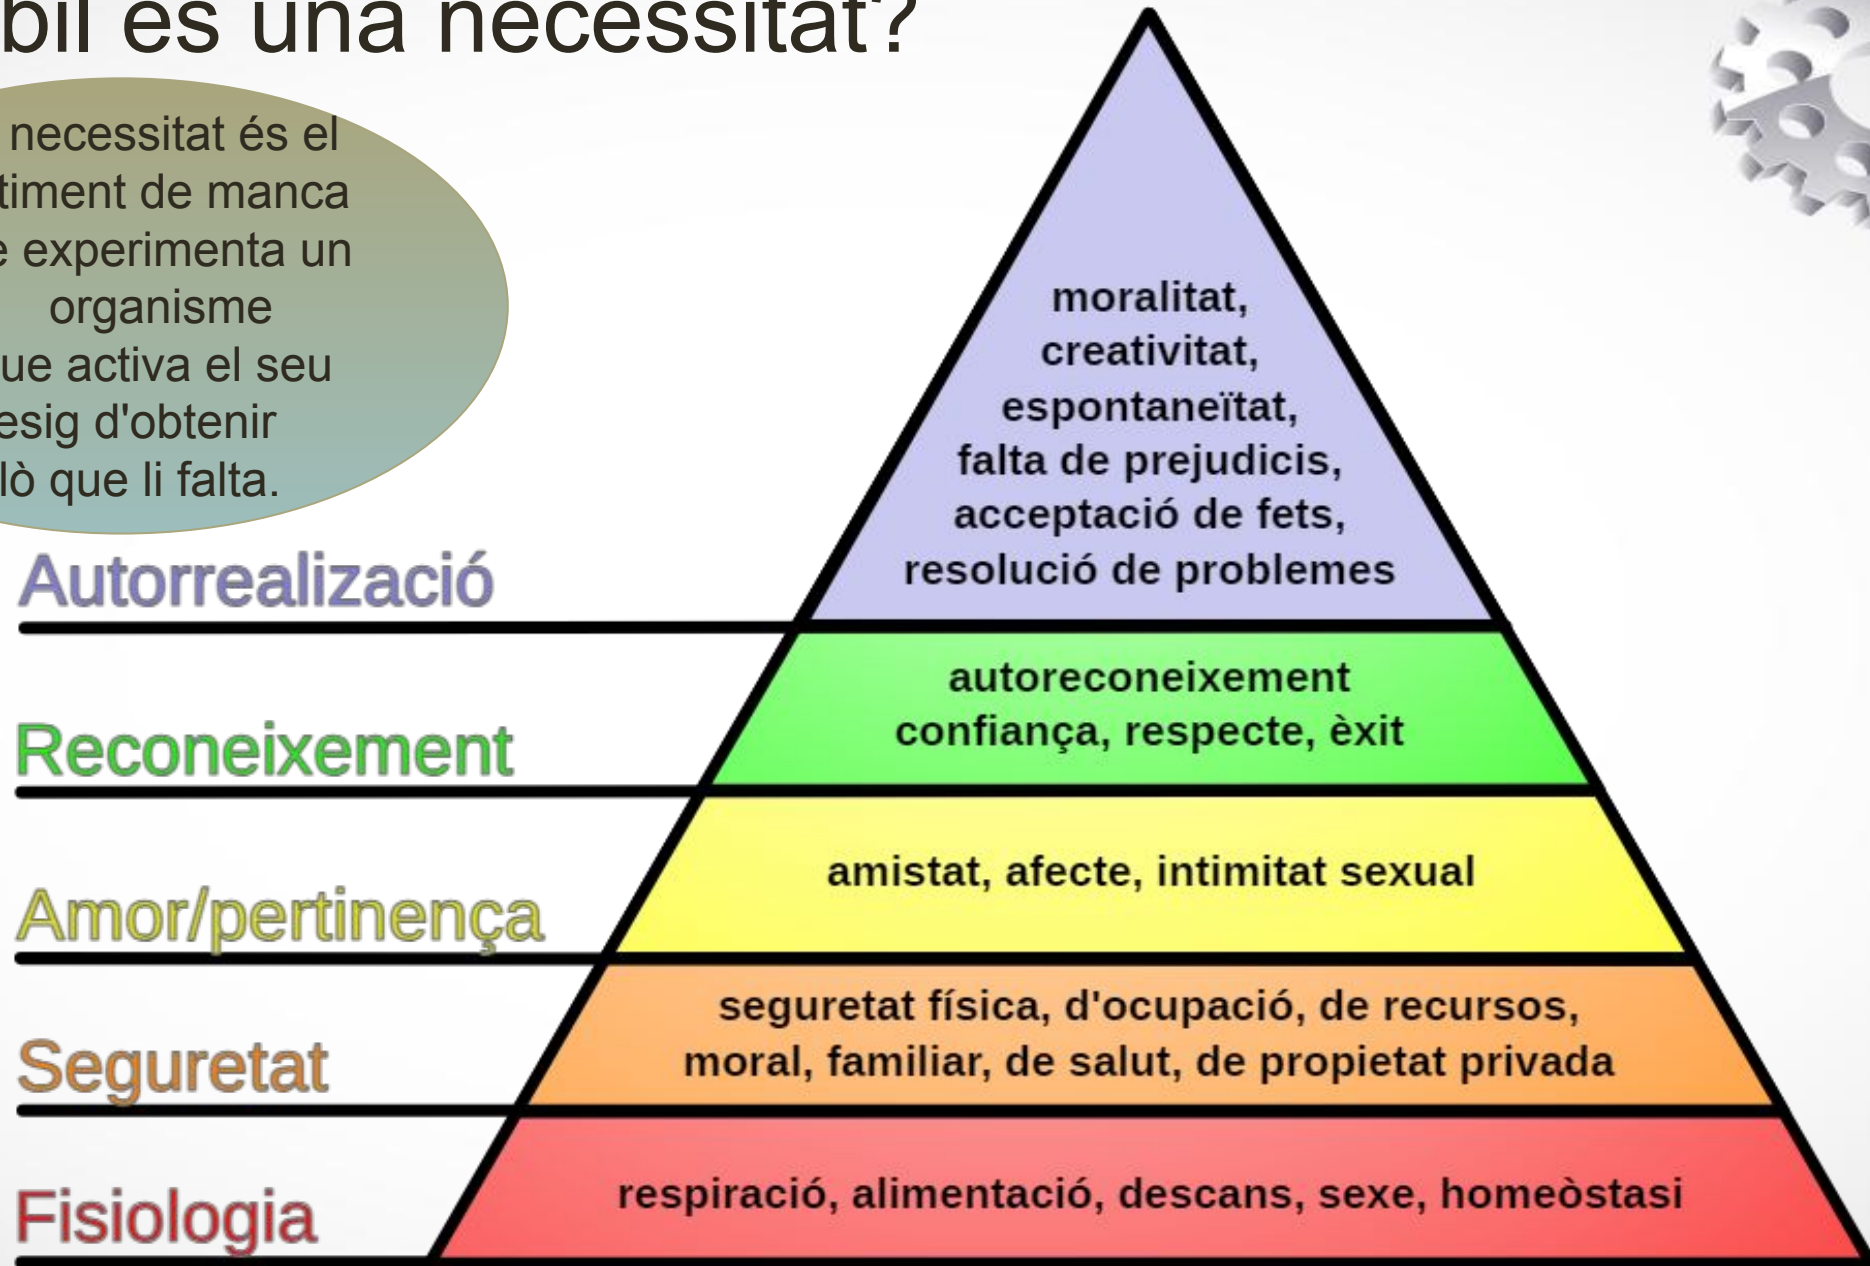 bil és una necessitat?
necessitat és el
timent de manca
e experimenta un
organisme
ue activa el seu
esig d'obtenir
lò que li falta.
moralitat,
creativitat,
espontaneïtat,
falta de prejudicis,
acceptació de fets,
resolució de problemes
Autorrealització
autoreconeixement
confiança, respecte, èxit
Reconeixement
amistat, afecte, intimitat sexual
Amor/pertinença
seguretat física, d'ocupació, de recursos,
moral, familiar, de salut, de propietat privada
Seguretat
respiració, alimentació, descans, sexe, homeòstasi
Fisiologia